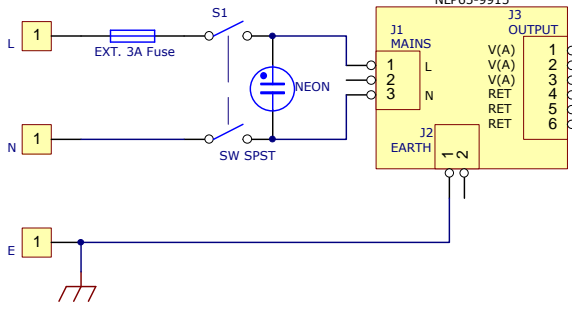 S1
J3
OUTPUT
J1
MAINS
L 1
EXT. 3A Fuse
1 L
2
3 N
NEON
V(A) 1
V(A) 2
V(A) 3
RET 4
RET 5
RET 6
J2
EARTH
1 2
N 1
SW SPST
E 1